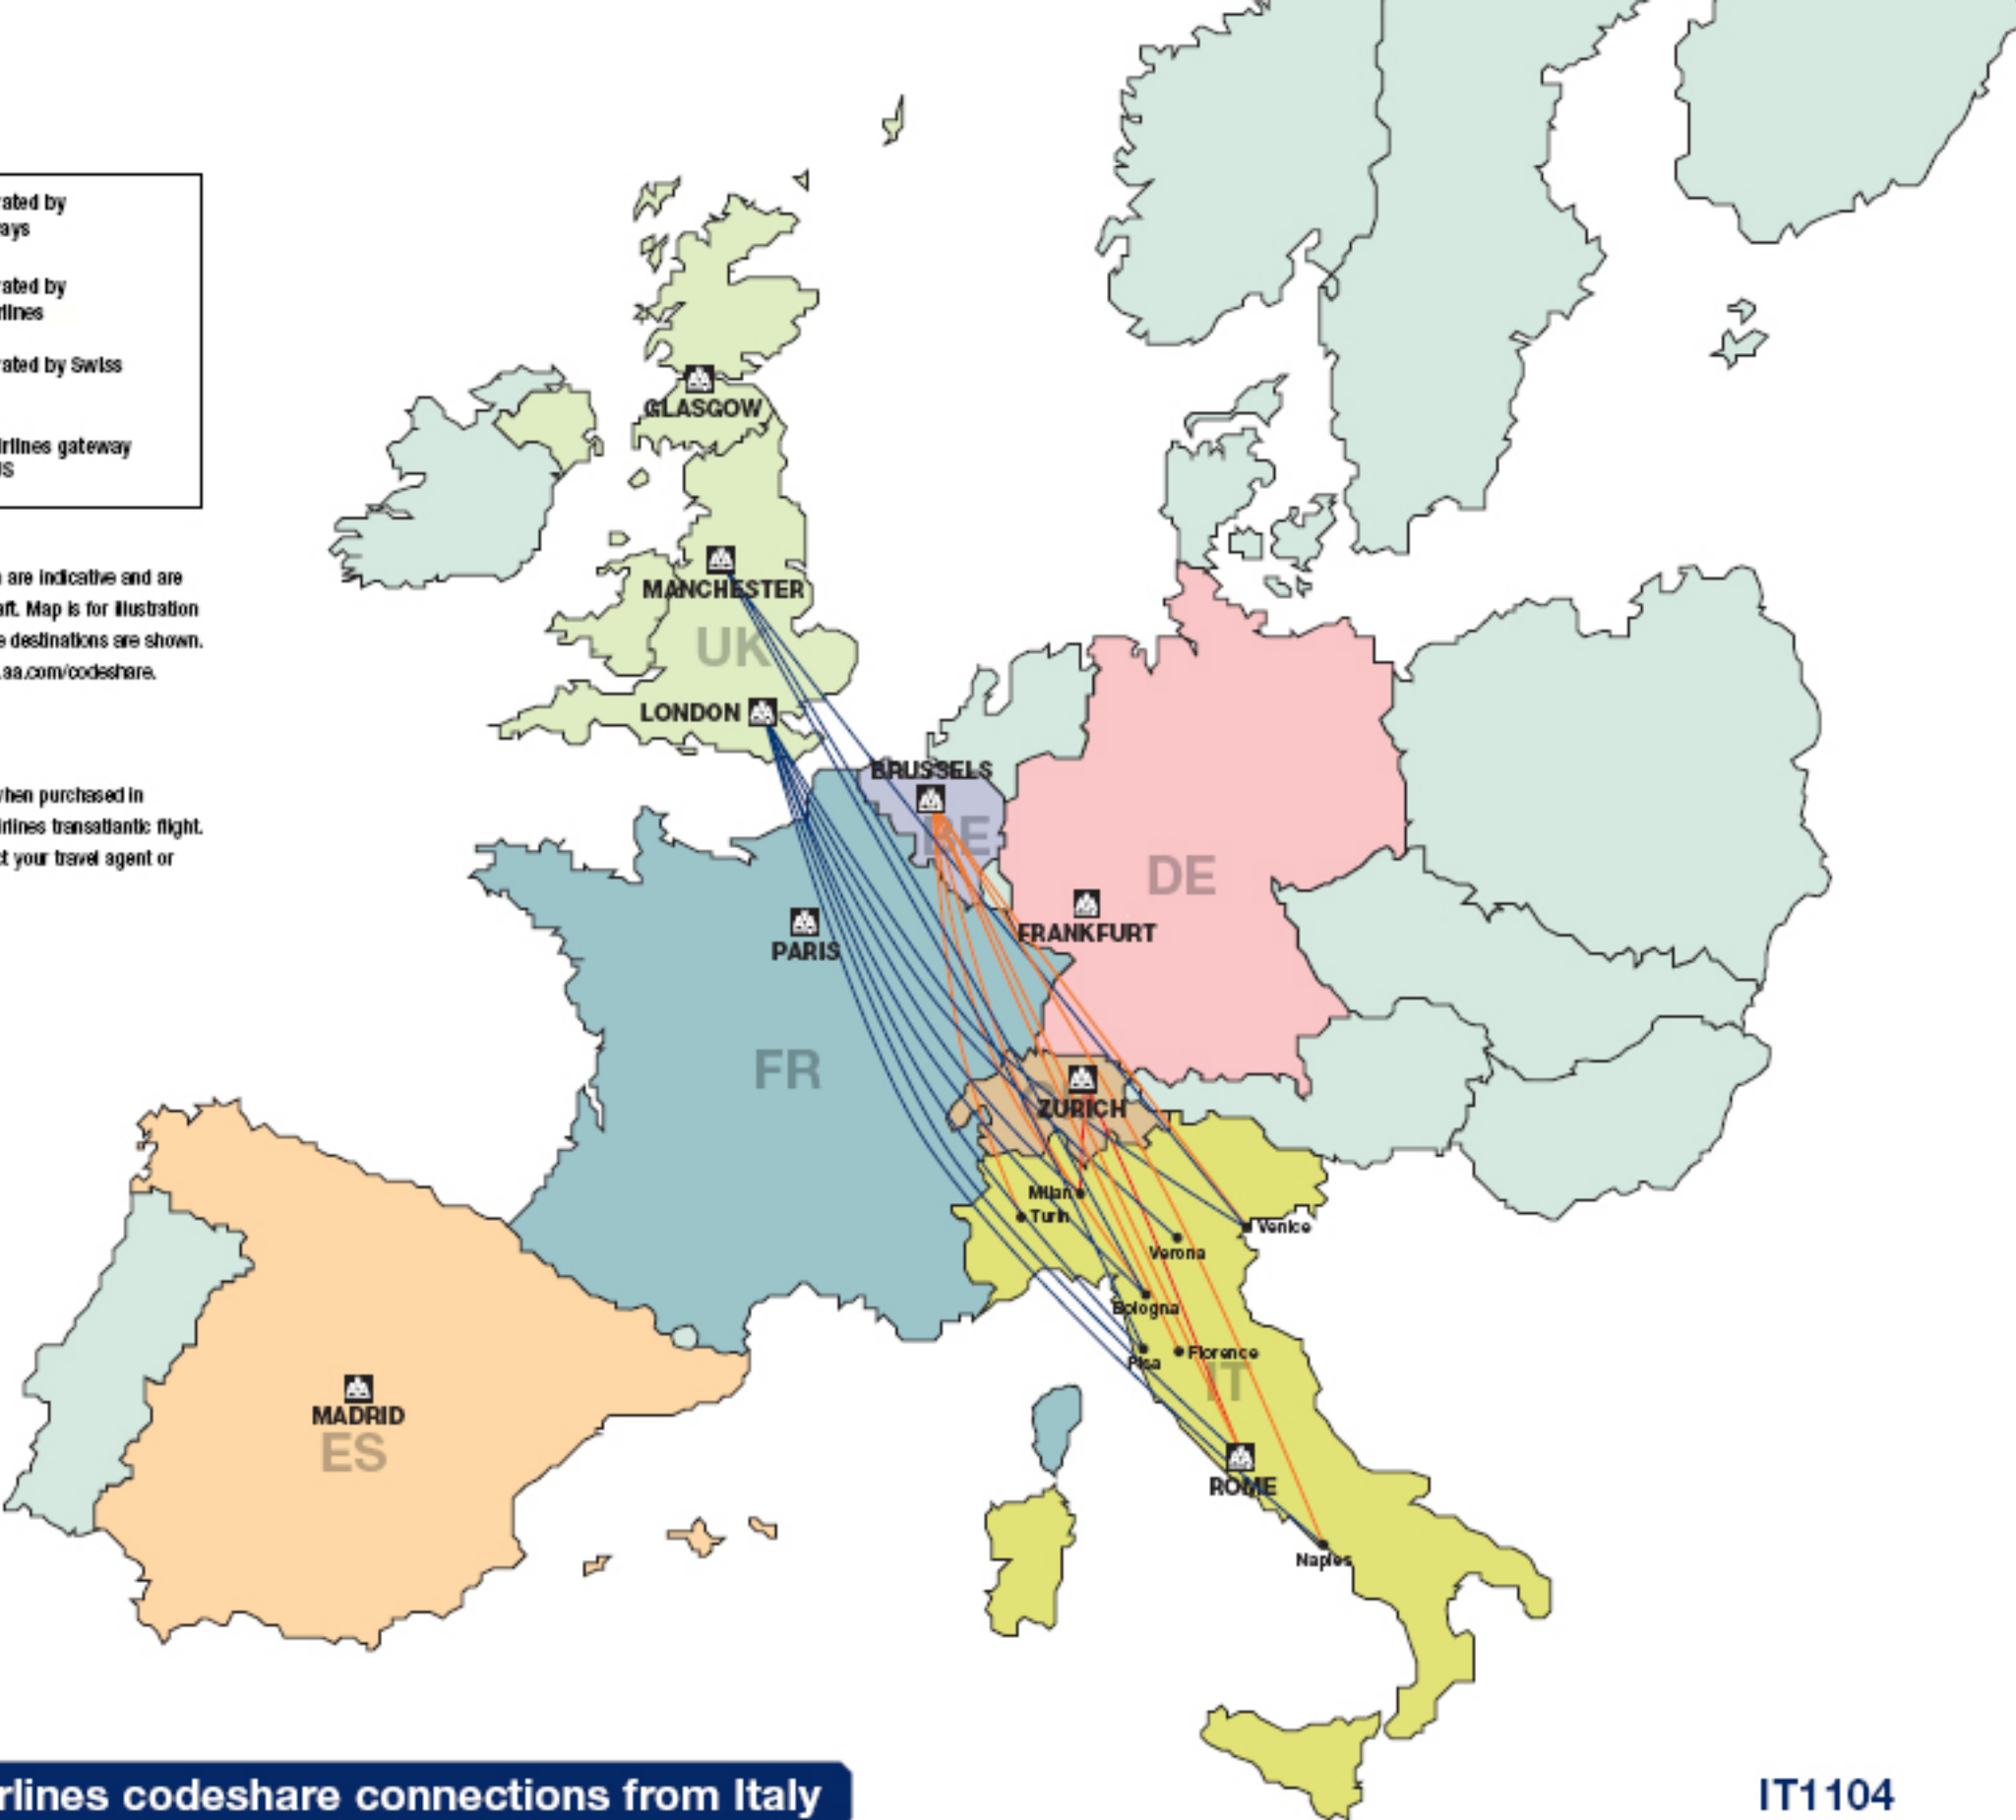 rated by
ays
rated by
rlines
rated by Swiss
irlines gateway
IS
are indicative and are
aft. Map is for illustration
e destinations are shown.
.aa.com/codeshare.
when purchased in
irlines transatlantic flight.
ct your travel agent or
GLASGOW
MANCHESTER
UK
LONDON
BRUSSELS
BE
DE
FRANKFURT
PARIS
FR
ZURICH
Milan
Turin
Venice
Verona
Bologna
Pisa
Florence
IT
MADRID
ES
ROME
Naples
rlines codeshare connections from Italy
IT1104